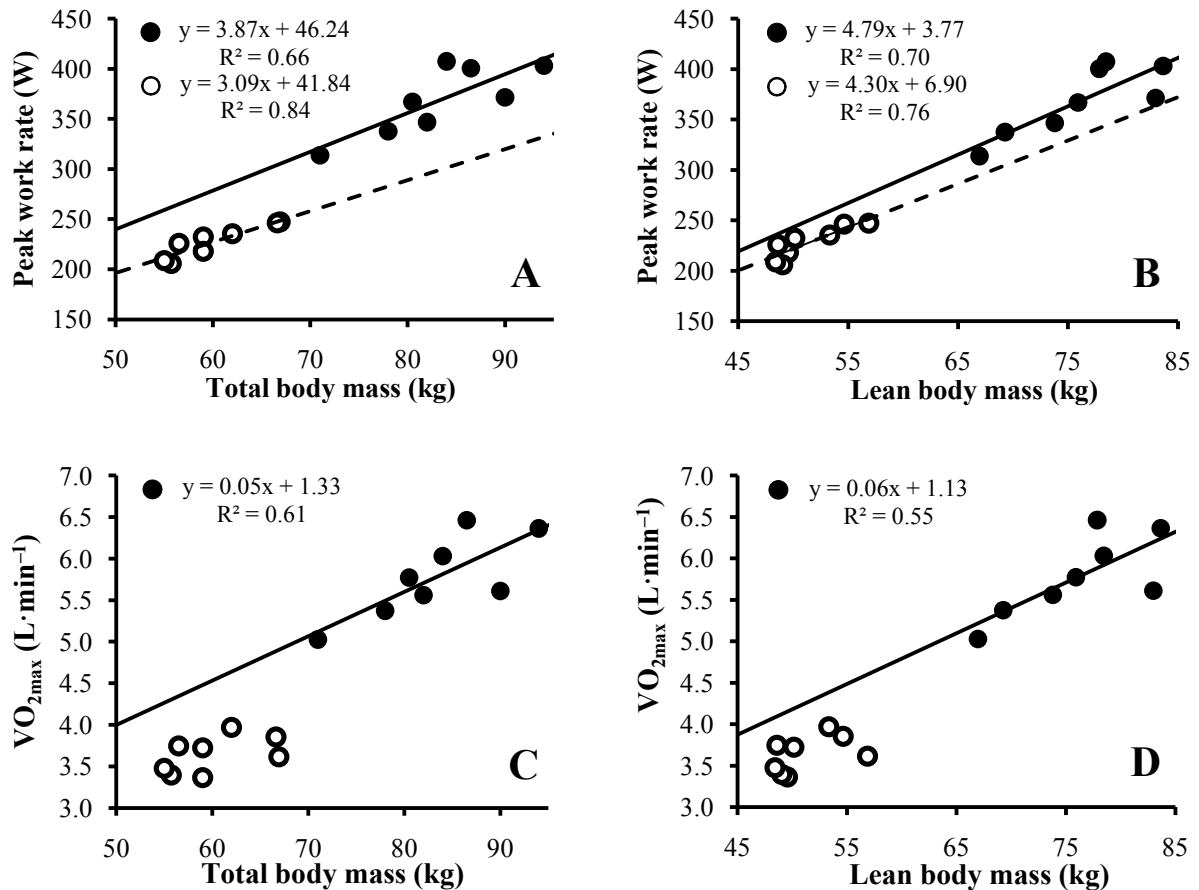 y = 3.87x + 46.24
R² = 0.66
y = 3.09x + 41.84
R² = 0.84
Peak work rate (W)
450
400
350
300
250
200
150
A
50
60
70
80
90
Total body mass (kg)
y = 4.79x + 3.77
R² = 0.70
y = 4.30x + 6.90
R² = 0.76
Peak work rate (W)
450
400
350
300
250
200
150
B
45
55
65
75
85
Lean body mass (kg)
y = 0.05x + 1.33
R² = 0.61
VO₂max (L·min⁻¹)
7.0
6.5
6.0
5.5
5.0
4.5
4.0
3.5
3.0
C
50
60
70
80
90
Total body mass (kg)
y = 0.06x + 1.13
R² = 0.55
VO₂max (L·min⁻¹)
7.0
6.5
6.0
5.5
5.0
4.5
4.0
3.5
3.0
D
45
55
65
75
85
Lean body mass (kg)